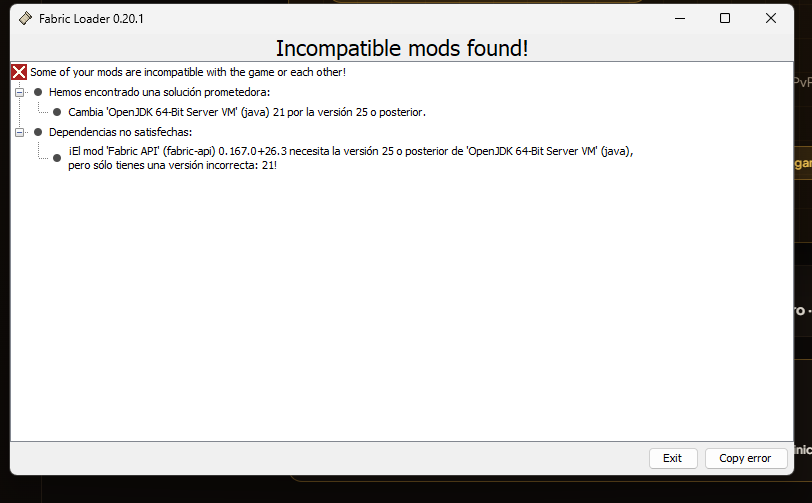 Fabric Loader 0.20.1
Incompatible mods found!
Some of your mods are incompatible with the game or each other!
Hemos encontrado una solución prometedora:
Cambia 'OpenJDK 64-Bit Server VM' (java) 21 por la versión 25 o posterior.
Dependencias no satisfechas:
¡El mod 'Fabric API' (fabric-api) 0.167.0+26.3 necesita la versión 25 o posterior de 'OpenJDK 64-Bit Server VM' (java),
pero sólo tienes una versión incorrecta: 21!
Exit
Copy error